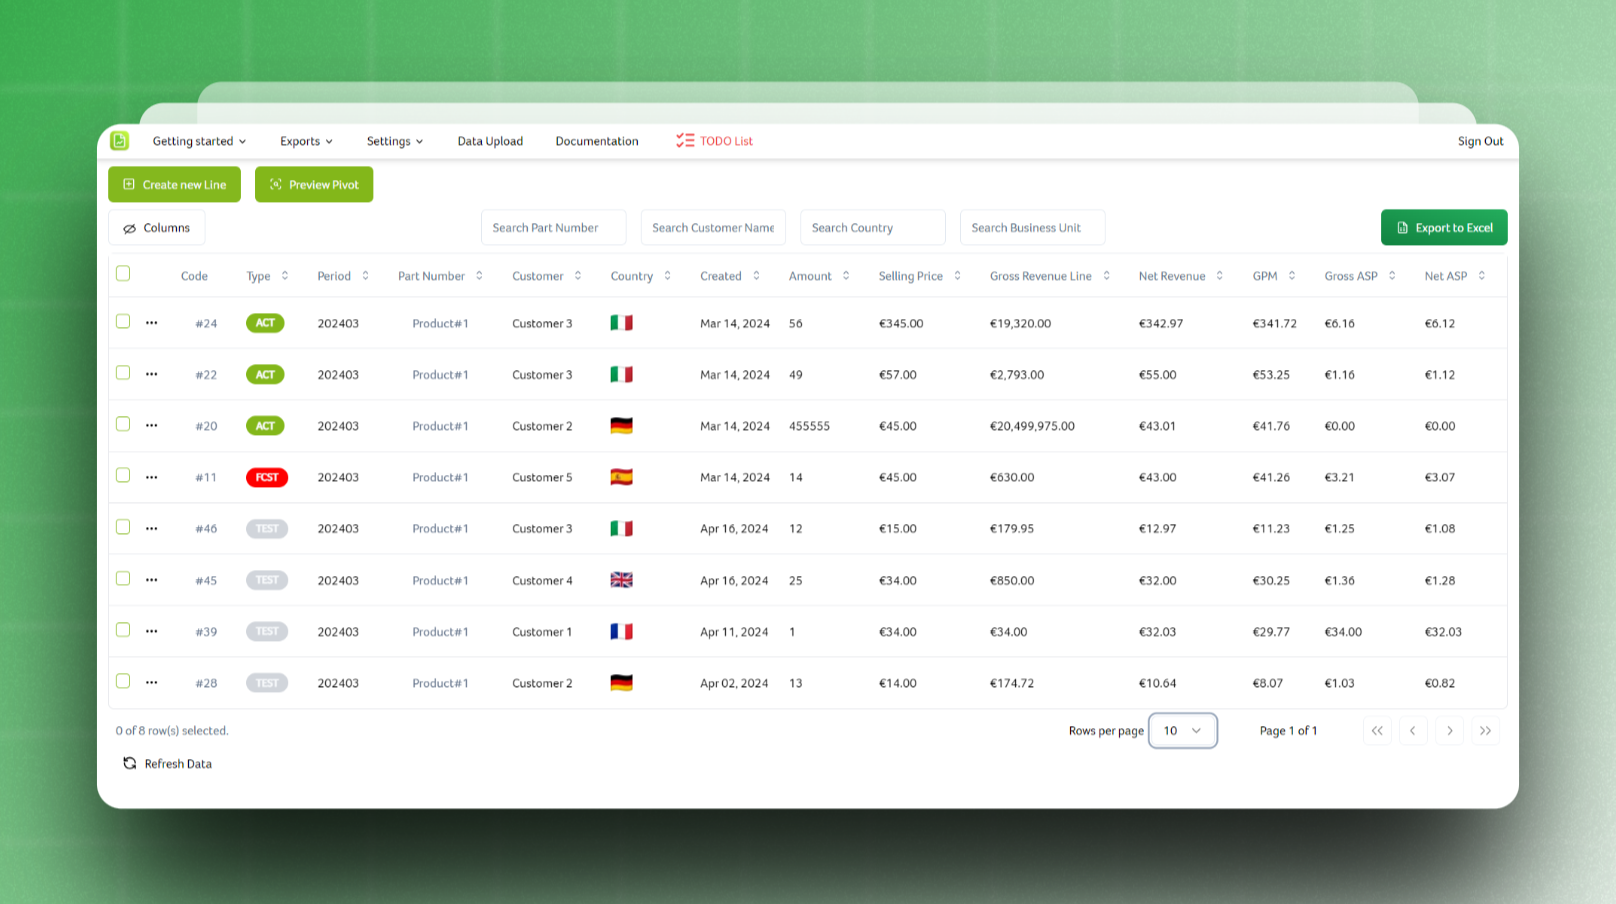 Getting started Exports Settings Data Upload Documentation TODO List Sign Out
Create new Line Preview Pivot
Columns Search Part Number Search Customer Name Search Country Search Business Unit Export to Excel
Code Type Period Part Number Customer Country Created Amount Selling Price Gross Revenue Line Net Revenue GPM Gross ASP Net ASP
#24 ACT 202403 Product#1 Customer 3 Mar 14, 2024 56 €345.00 €19,320.00 €342.97 €341.72 €6.16 €6.12
#22 ACT 202403 Product#1 Customer 3 Mar 14, 2024 49 €57.00 €2,793.00 €55.00 €53.25 €1.16 €1.12
#20 ACT 202403 Product#1 Customer 2 Mar 14, 2024 455555 €45.00 €20,499,975.00 €43.01 €41.76 €0.00 €0.00
#11 FCST 202403 Product#1 Customer 5 Mar 14, 2024 14 €45.00 €630.00 €43.00 €41.26 €3.21 €3.07
#46 TEST 202403 Product#1 Customer 3 Apr 16, 2024 12 €15.00 €179.95 €12.97 €11.23 €1.25 €1.08
#45 TEST 202403 Product#1 Customer 4 Apr 16, 2024 25 €34.00 €850.00 €32.00 €30.25 €1.36 €1.28
#39 TEST 202403 Product#1 Customer 1 Apr 11, 2024 1 €34.00 €34.00 €32.03 €29.77 €34.00 €32.03
#28 TEST 202403 Product#1 Customer 2 Apr 02, 2024 13 €14.00 €174.72 €10.64 €8.07 €1.03 €0.82
0 of 8 row(s) selected. Rows per page 10 Page 1 of 1
Refresh Data